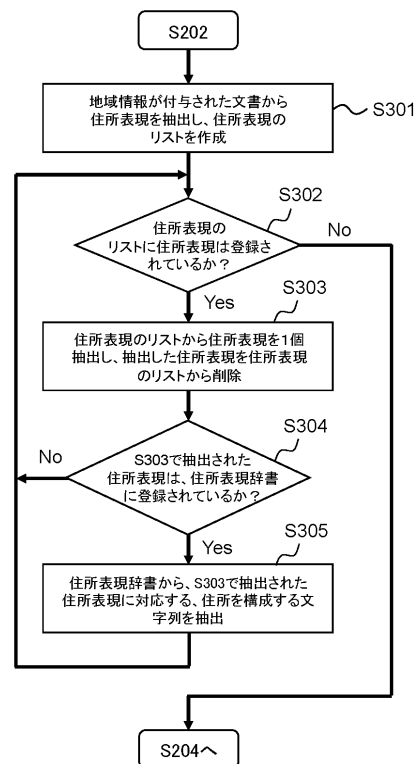 S202
地域情報が付与された文書から
住所表現を抽出し、住所表現の
リストを作成
S301
住所表現の
リストに住所表現は登録さ
れているか？
S302
No
Yes
S303
住所表現のリストから住所表現を1個
抽出し、抽出した住所表現を住所表現
のリストから削除
S304
No
S303で抽出された
住所表現は、住所表現辞書
に登録されているか？
Yes
S305
住所表現辞書から、S303で抽出された
住所表現に対応する、住所を構成する文
字列を抽出
S204へ